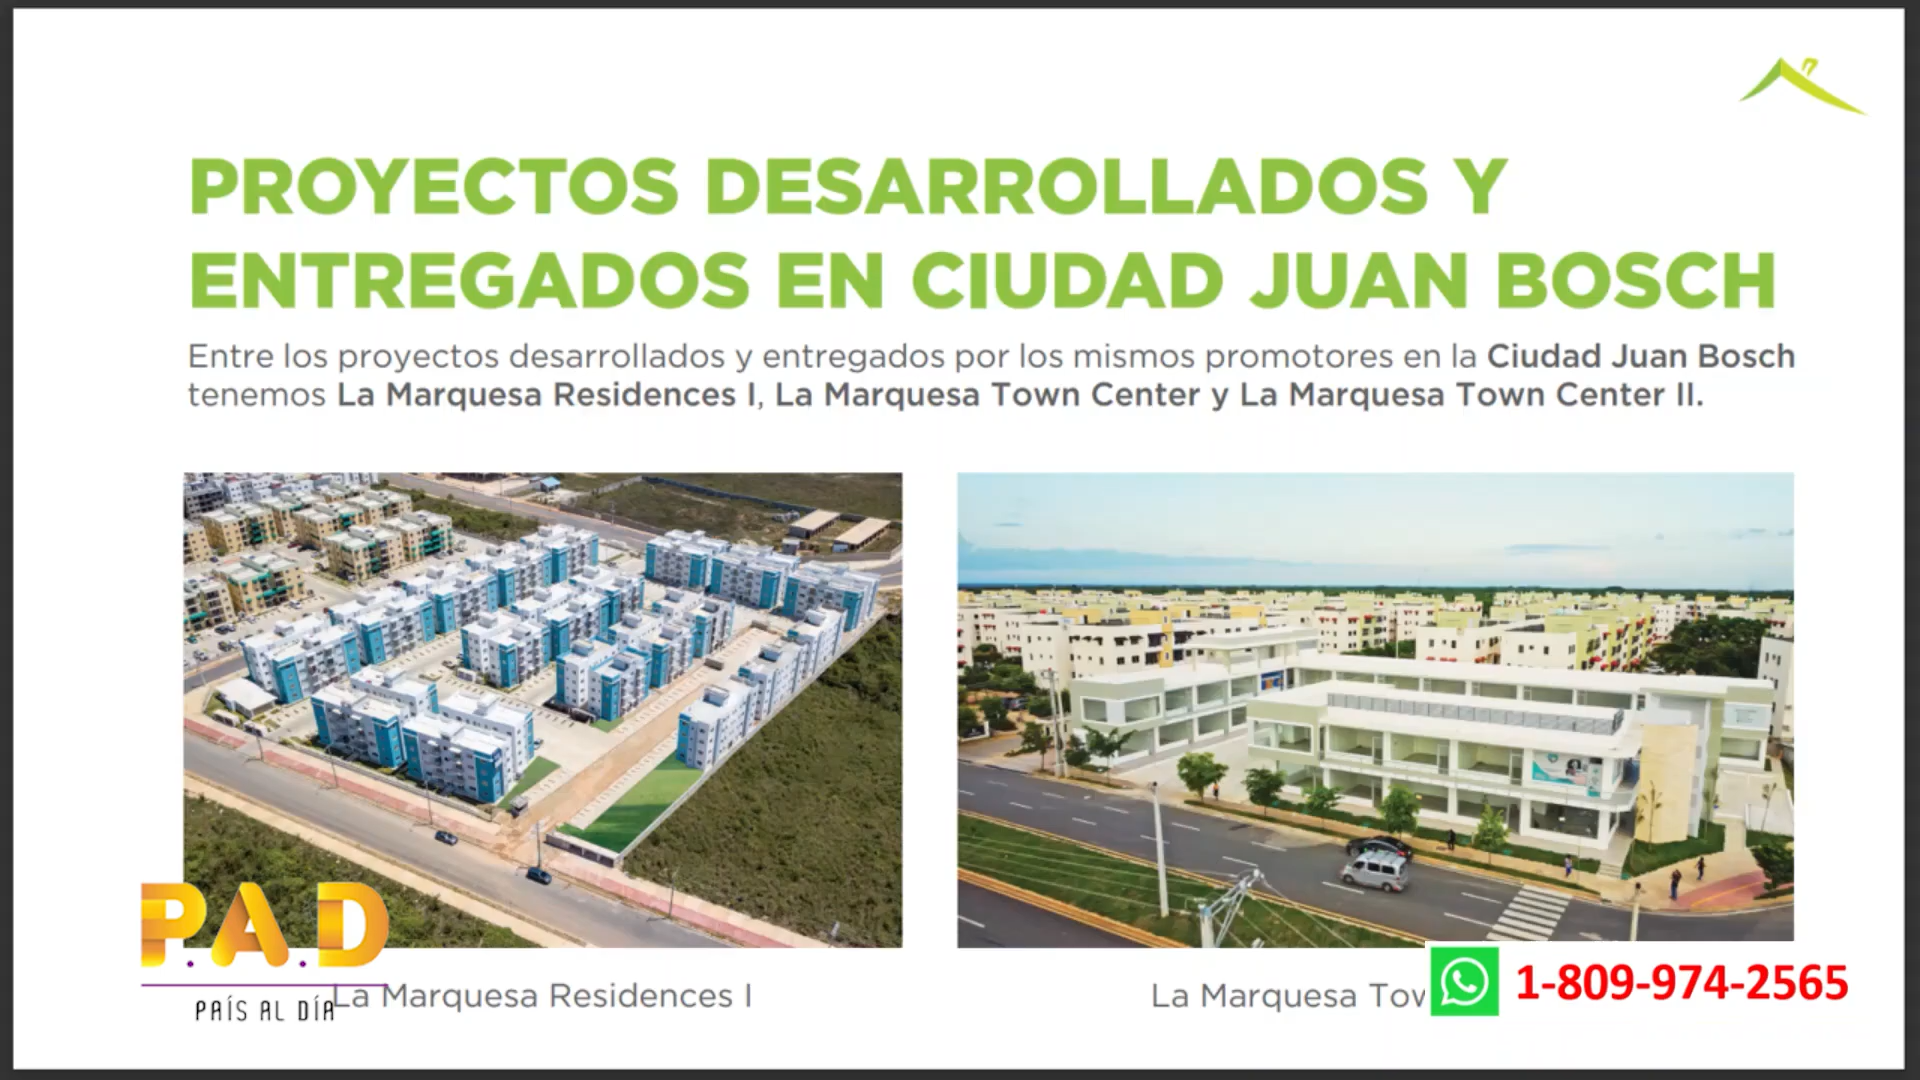 PROYECTOS DESARROLLADOS Y
ENTREGADOS EN CIUDAD JUAN BOSCH
Entre los proyectos desarrollados y entregados por los mismos promotores en la Ciudad Juan Bosch
tenemos La Marquesa Residences I, La Marquesa Town Center y La Marquesa Town Center II.
La Marquesa Residences I
La Marquesa
P.A.D
PAÍS AL DÍA
1-809-974-2565